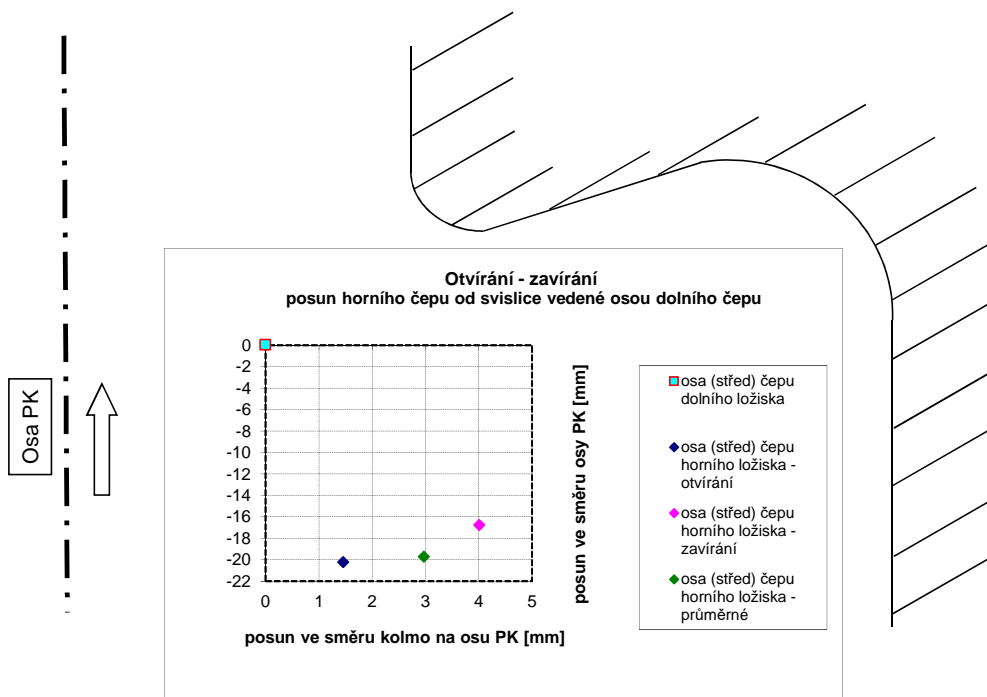 Osa PK
Otvírání - zavírání
posun horního čepu od svislice vedené osou dolního čepu
0
-2
-4
-6
-8
-10
-12
-14
-16
-18
-20
-22
0 1 2 3 4 5
posun ve směru kolmo na osu PK [mm]
posun ve směru osy PK [mm]
osa (střed) čepu
dolního ložiska
osa (střed) čepu
horního ložiska -
otvírání
osa (střed) čepu
horního ložiska -
zavírání
osa (střed) čepu
horního ložiska -
průměrné